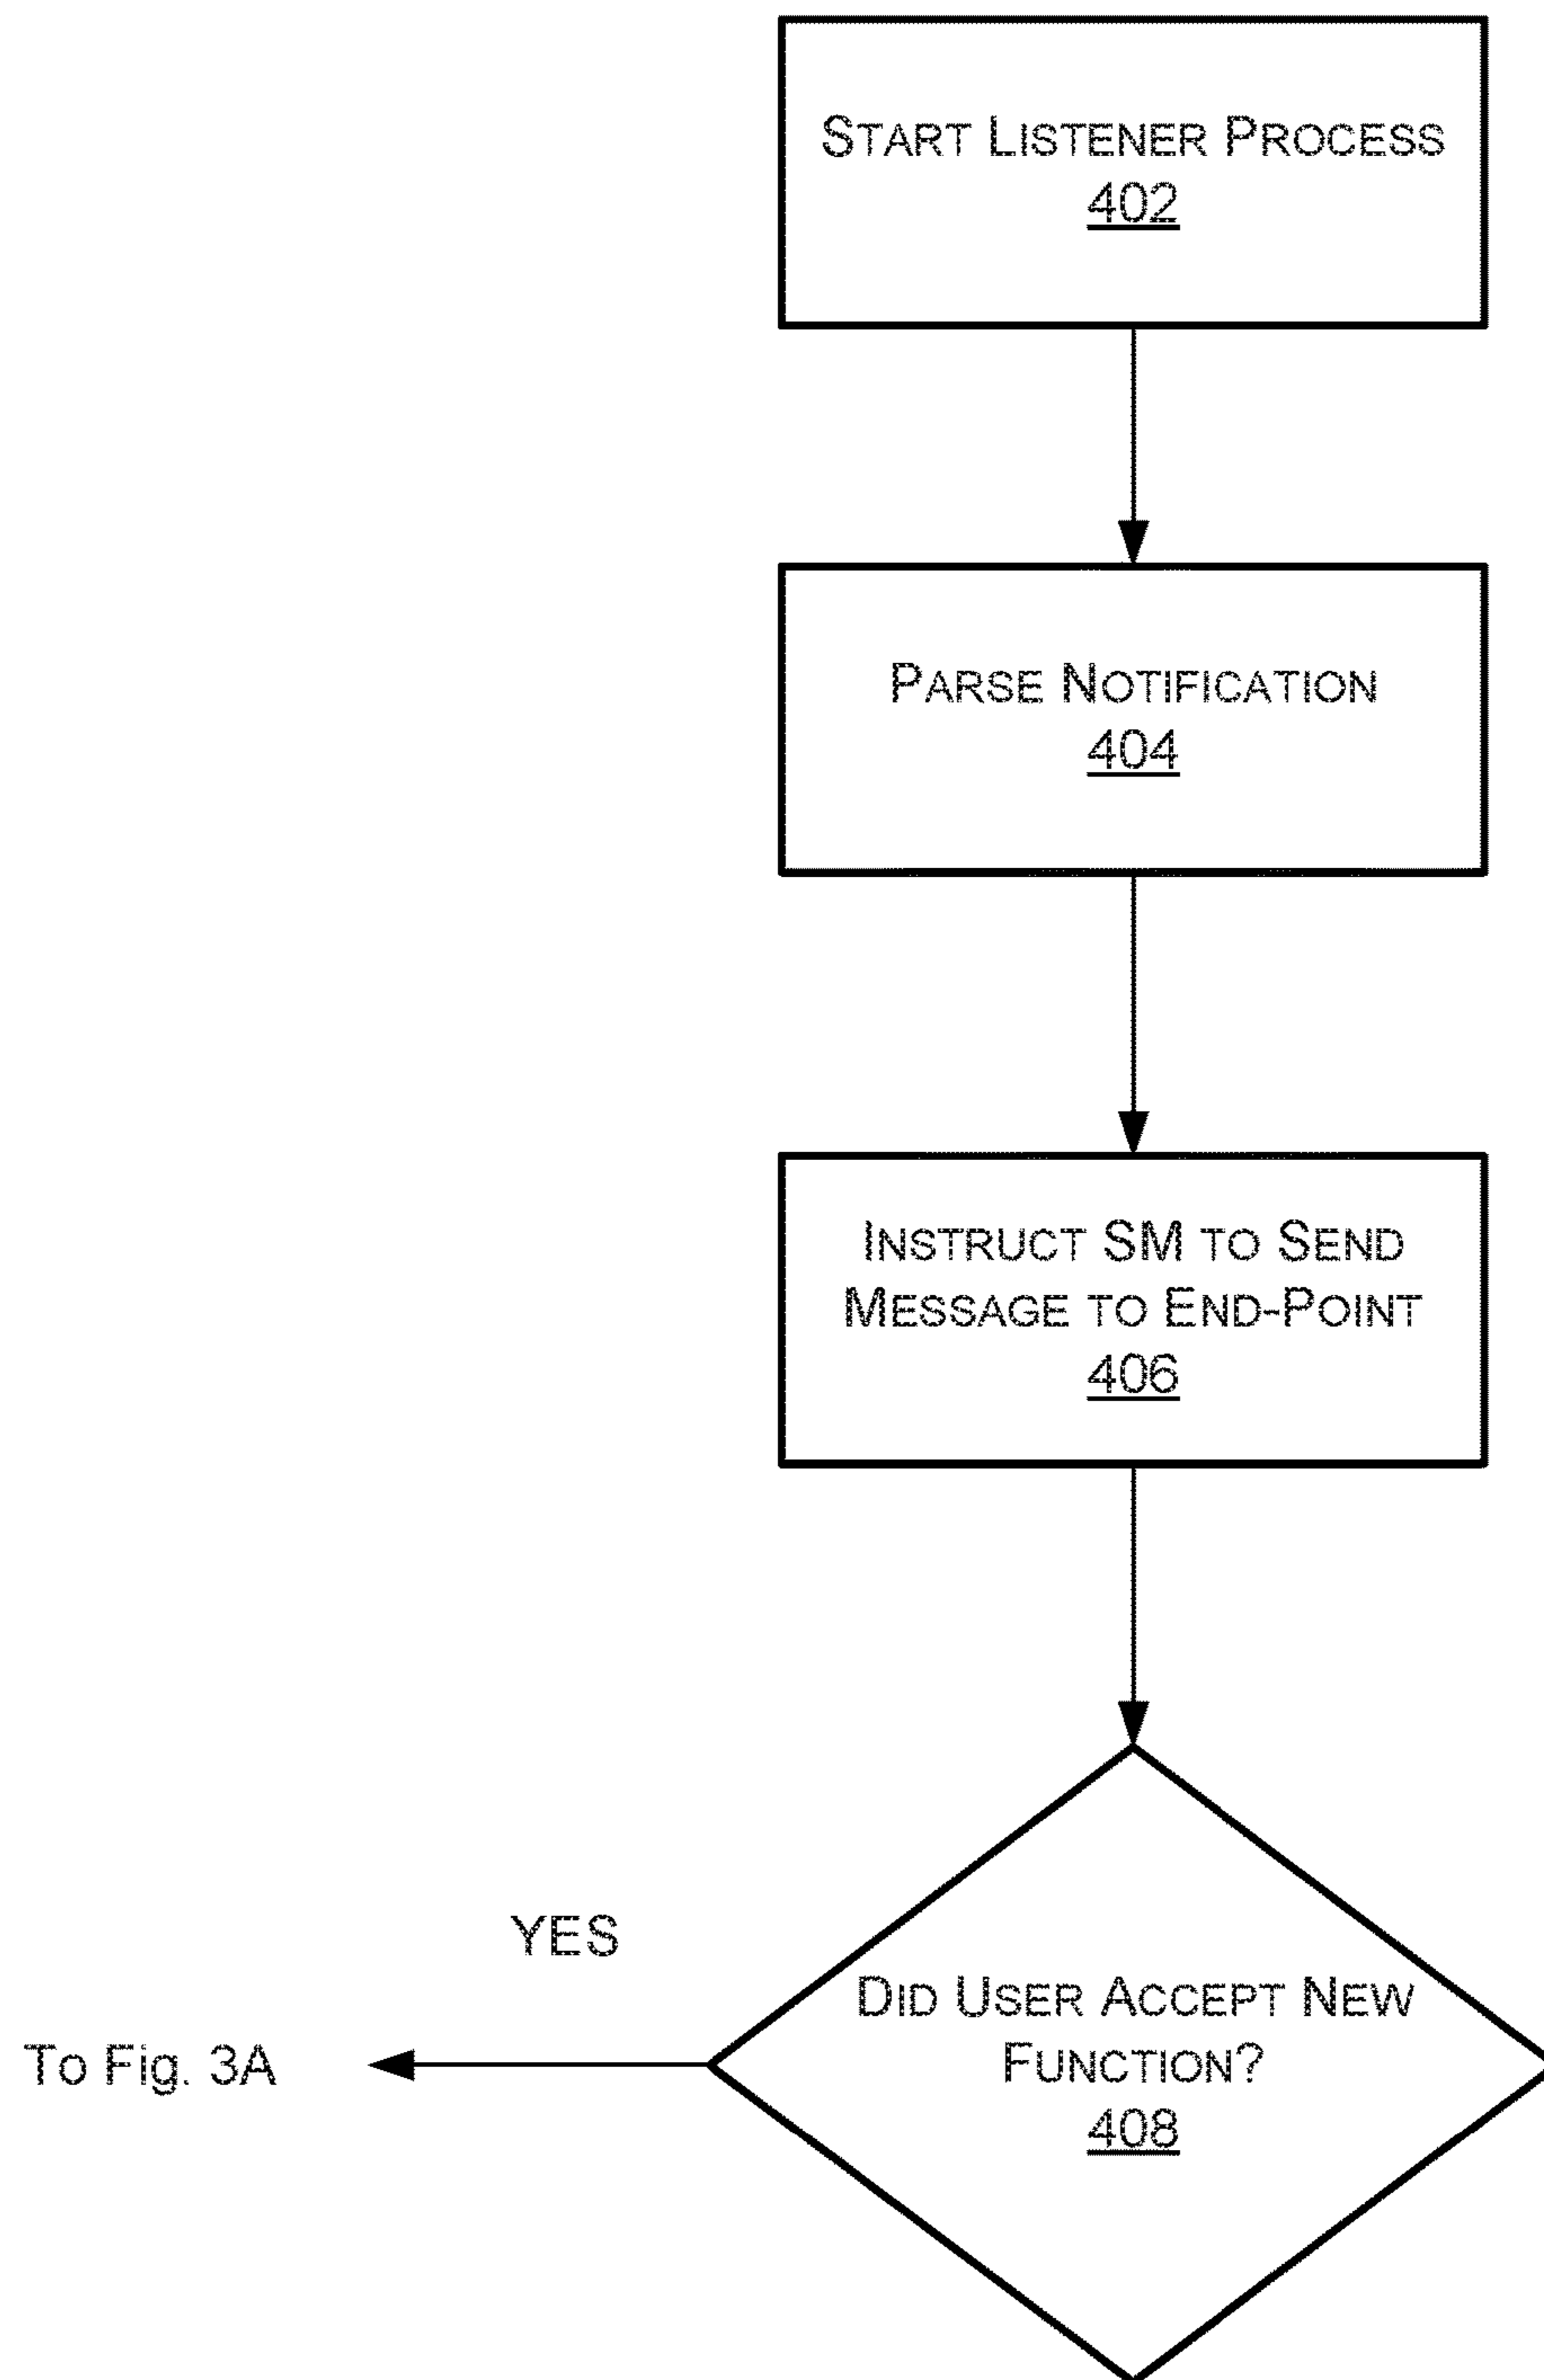 START LISTENER PROCESS
402
PARSE NOTIFICATION
404
INSTRUCT SM TO SEND
MESSAGE TO END-POINT
406
YES
DID USER ACCEPT NEW
FUNCTION?
408
To Fig. 3A